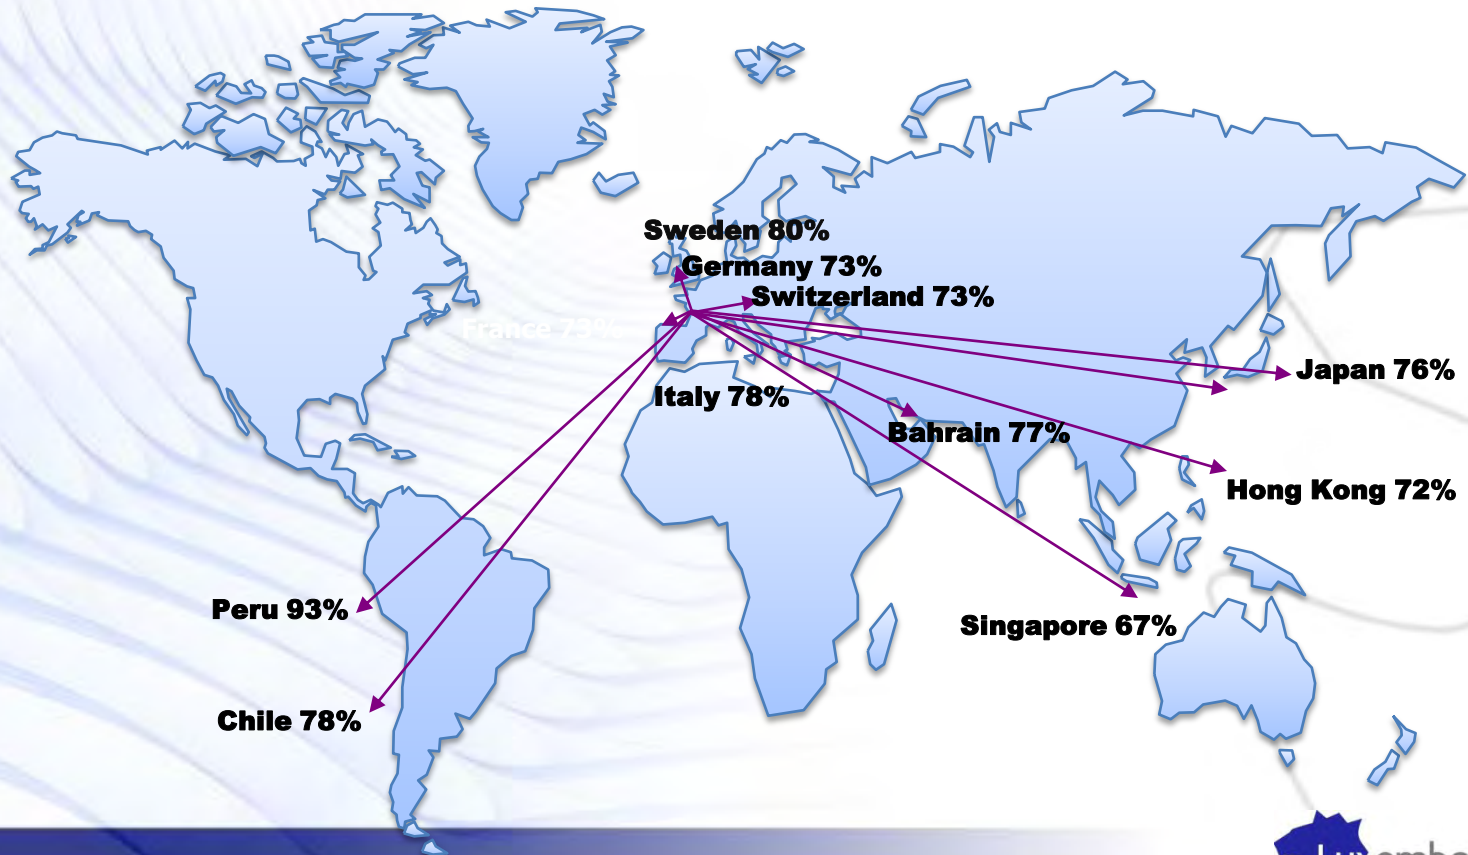 Sweden 80%
Germany 73%
Switzerland 73%
France 73%
Japan 76%
Italy 78%
Bahrain 77%
Hong Kong 72%
Peru 93%
Singapore 67%
Chile 78%